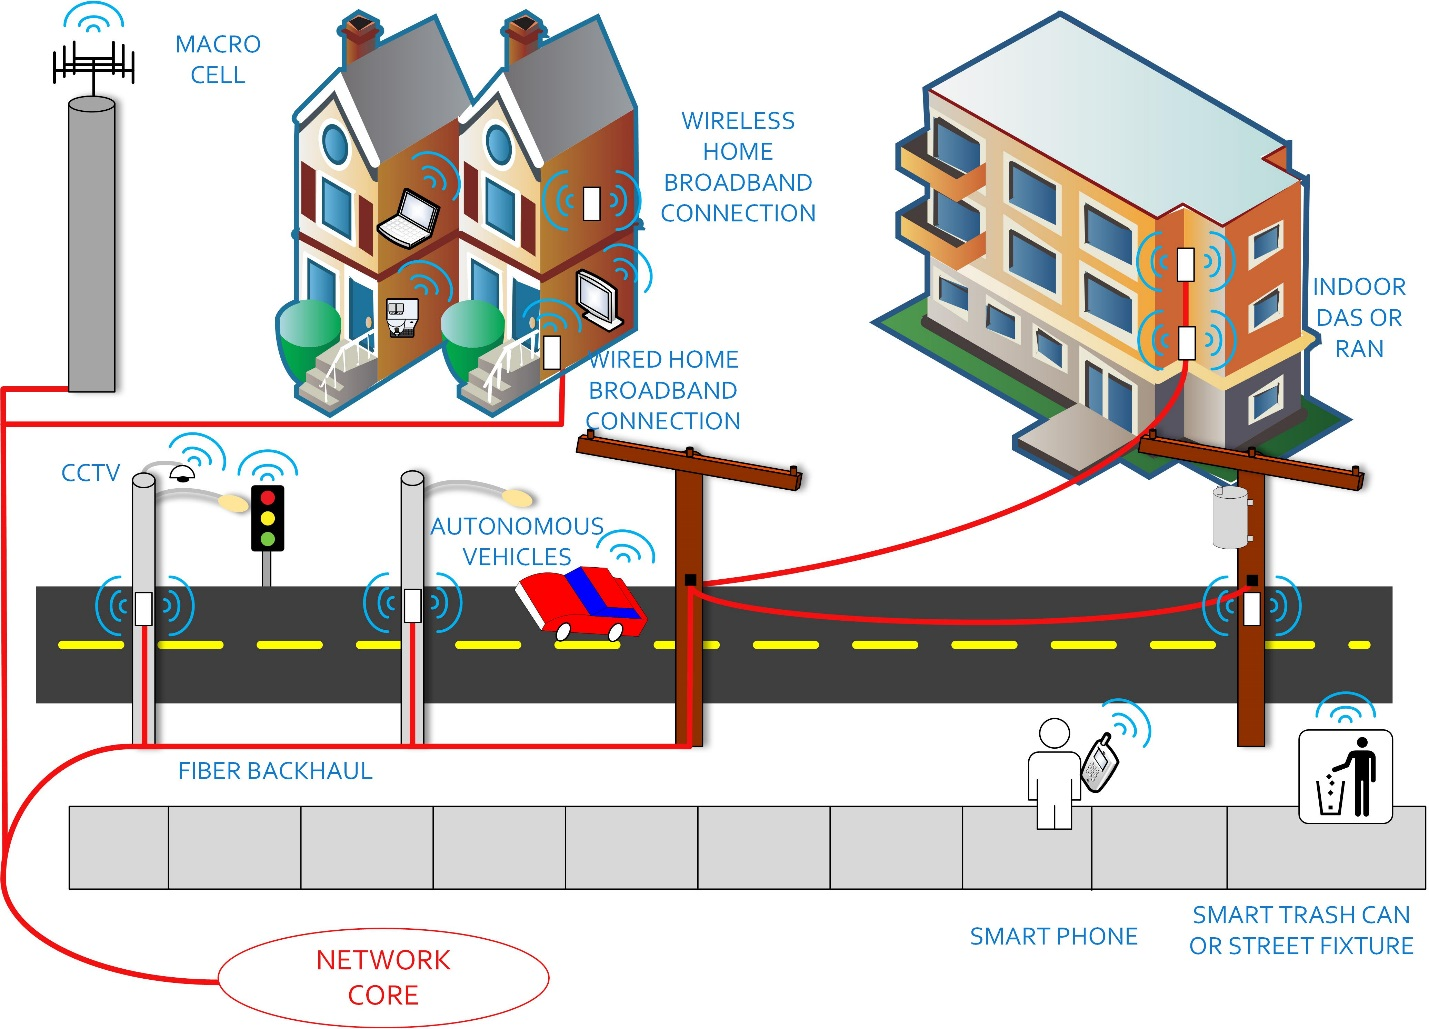 MACRO
CELL
WIRELESS
HOME
BROADBAND
CONNECTION
INDOOR
DAS OR
RAN
WIRED HOME
BROADBAND
CONNECTION
CCTV
AUTONOMOUS
VEHICLES
FIBER BACKHAUL
SMART PHONE
SMART TRASH CAN
OR STREET FIXTURE
NETWORK
CORE